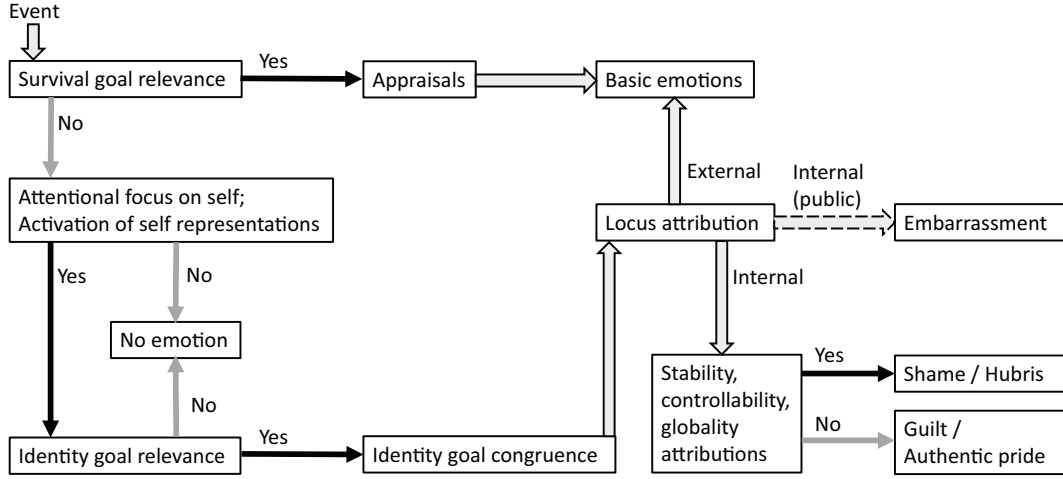 Event
Survival goal relevance
Yes
Appraisals
Basic emotions
No
Attentional focus on self;
Activation of self representations
External
Internal
(public)
Locus attribution
Embarrassment
Yes
No
Internal
No emotion
No
Stability,
controllability,
globality
attributions
Yes
Shame / Hubris
No
Guilt /
Authentic pride
Identity goal relevance
Yes
Identity goal congruence